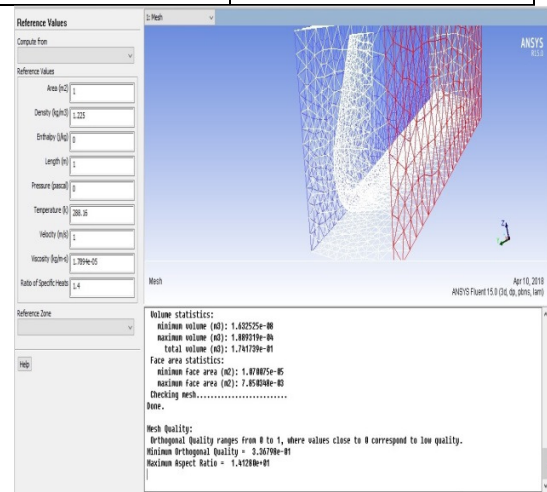 Reference Values
Compute from
Reference Values
Area (m2) 1
Density (kg/m3) 1.225
Enthalpy (j/kg) 0
Length (m) 1
Pressure (pascal) 0
Temperature (k) 288.16
Velocity (m/s) 1
Viscosity (kg/m-s) 1.7894e-05
Ratio of Specific Heats 1.4
Reference Zone
Help
1: Mesh
ANSYS
R15.0
Z
Y
Mesh
Apr 10, 2018
ANSYS Fluent 15.0 (3d, dp, pbns, lam)
Volume statistics:
minimum volume (m3): 1.632525e-08
maximum volume (m3): 1.889319e-04
total volume (m3): 1.741739e-01
Face area statistics:
minimum face area (m2): 1.070875e-05
maximum face area (m2): 7.050348e-03
Checking mesh.........................
Done.
Mesh Quality:
Orthogonal Quality ranges from 0 to 1, where values close to 0 correspond to low quality.
Minimum Orthogonal Quality = 3.36798e-01
Maximum Aspect Ratio = 1.41280e+01